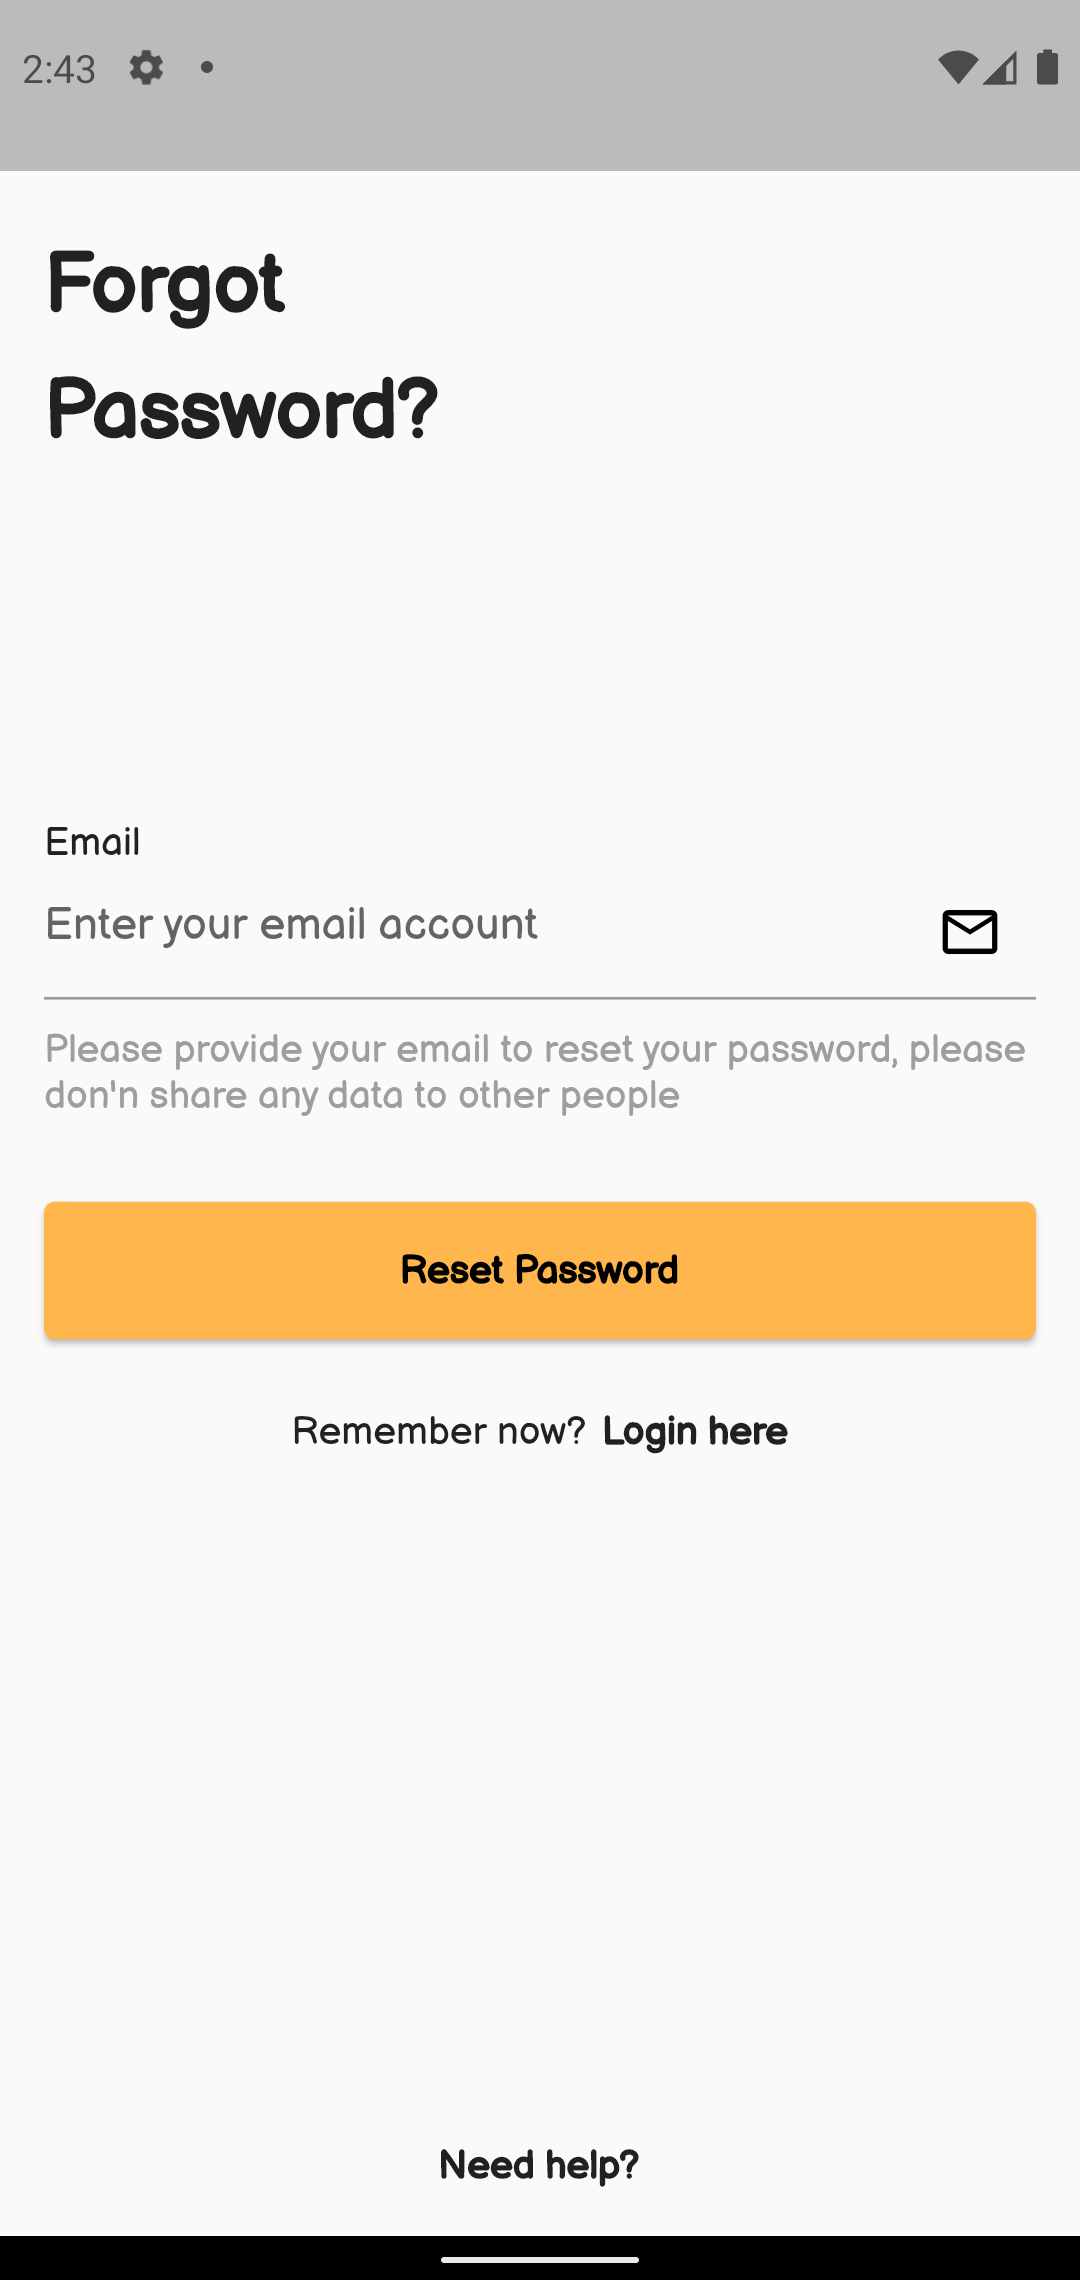 2:43
Forgot
Password?
Email
Enter your email account
Please provide your email to reset your password, please
don'n share any data to other people
Reset Password
Remember now? Login here
Need help?